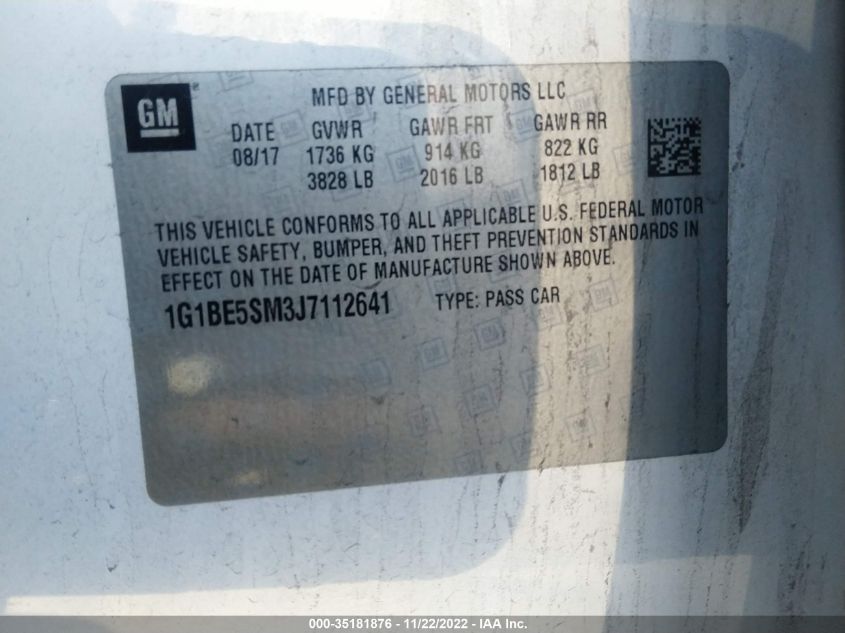 GM
MFD BY GENERAL MOTORS LLC
DATE GVWR GAWR FRT GAWR RR
08/17 1736 KG 914 KG 822 KG
3828 LB 2016 LB 1812 LB
THIS VEHICLE CONFORMS TO ALL APPLICABLE U.S. FEDERAL MOTOR
VEHICLE SAFETY, BUMPER, AND THEFT PREVENTION STANDARDS IN
EFFECT ON THE DATE OF MANUFACTURE SHOWN ABOVE.
1G1BE5SM3J7112641 TYPE: PASS CAR
000-35181876 - 11/22/2022 - IAA Inc.